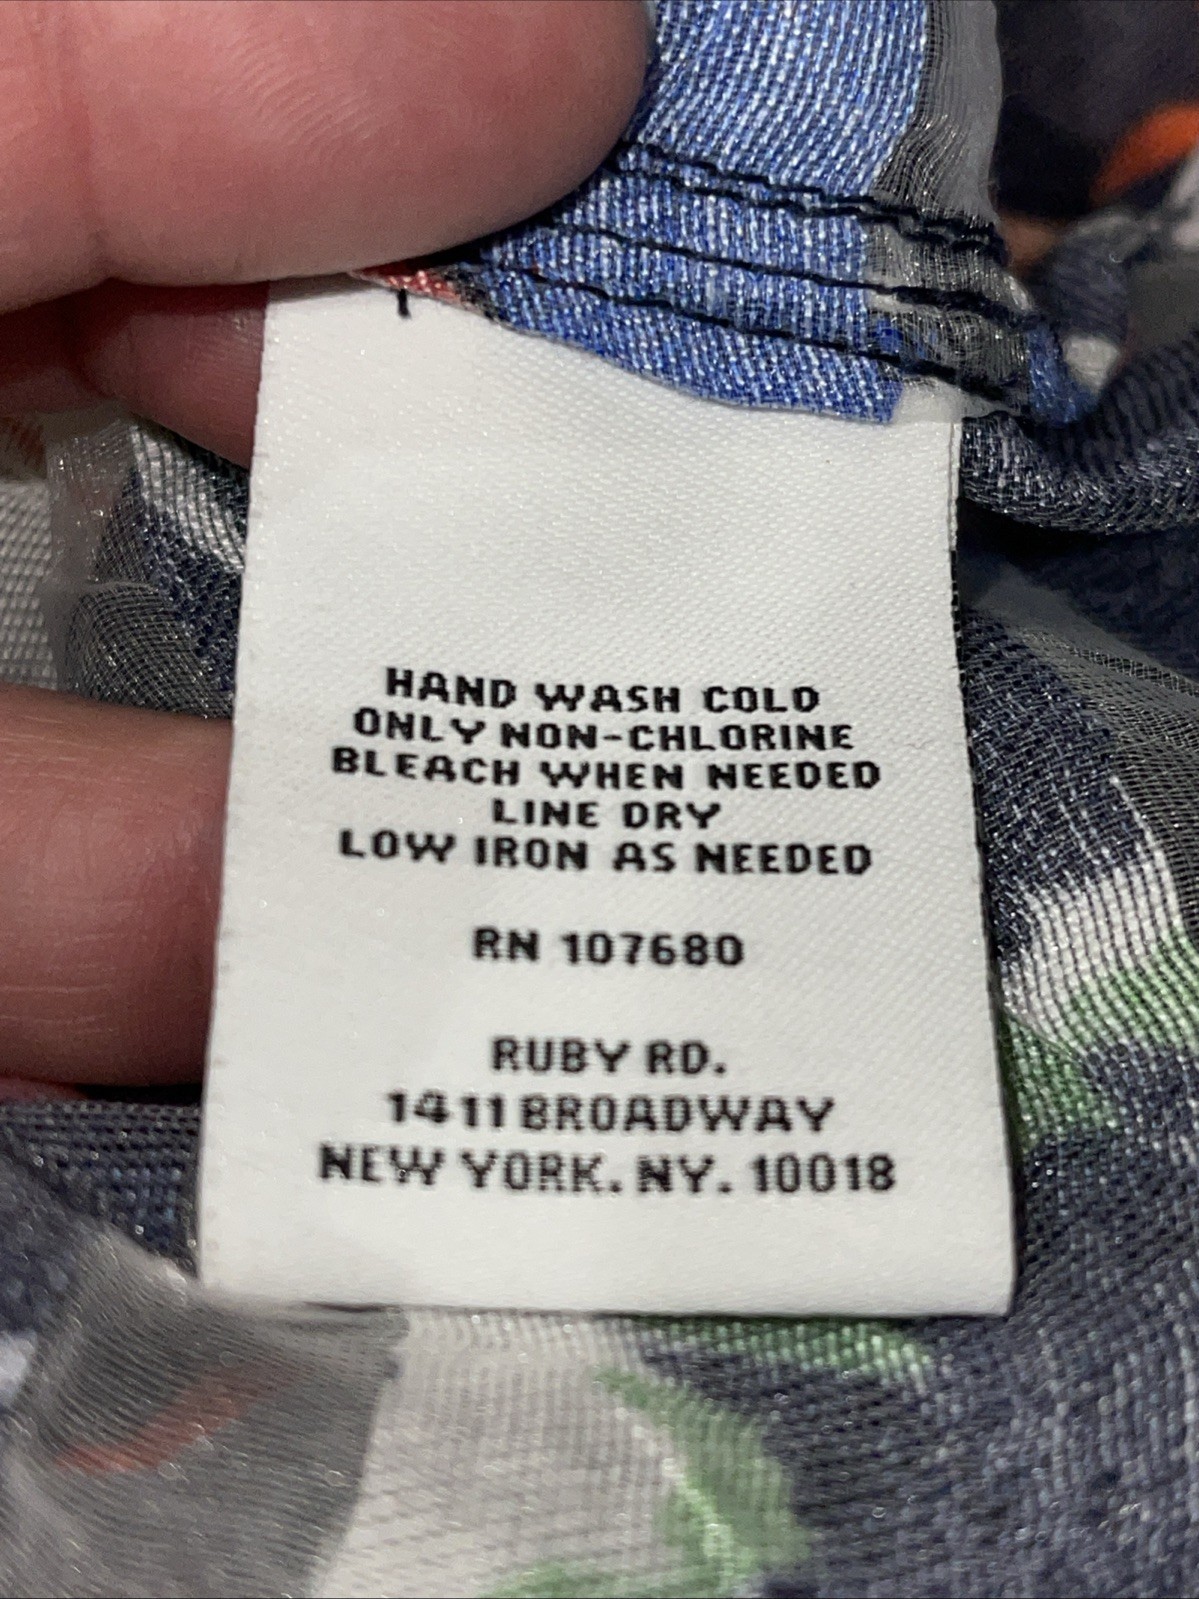 HAND WASH COLD
ONLY NON-CHLORINE
BLEACH WHEN NEEDED
LINE DRY
LOW IRON AS NEEDED
RN 107680
RUBY RD.
1411 BROADWAY
NEW YORK. NY. 10018